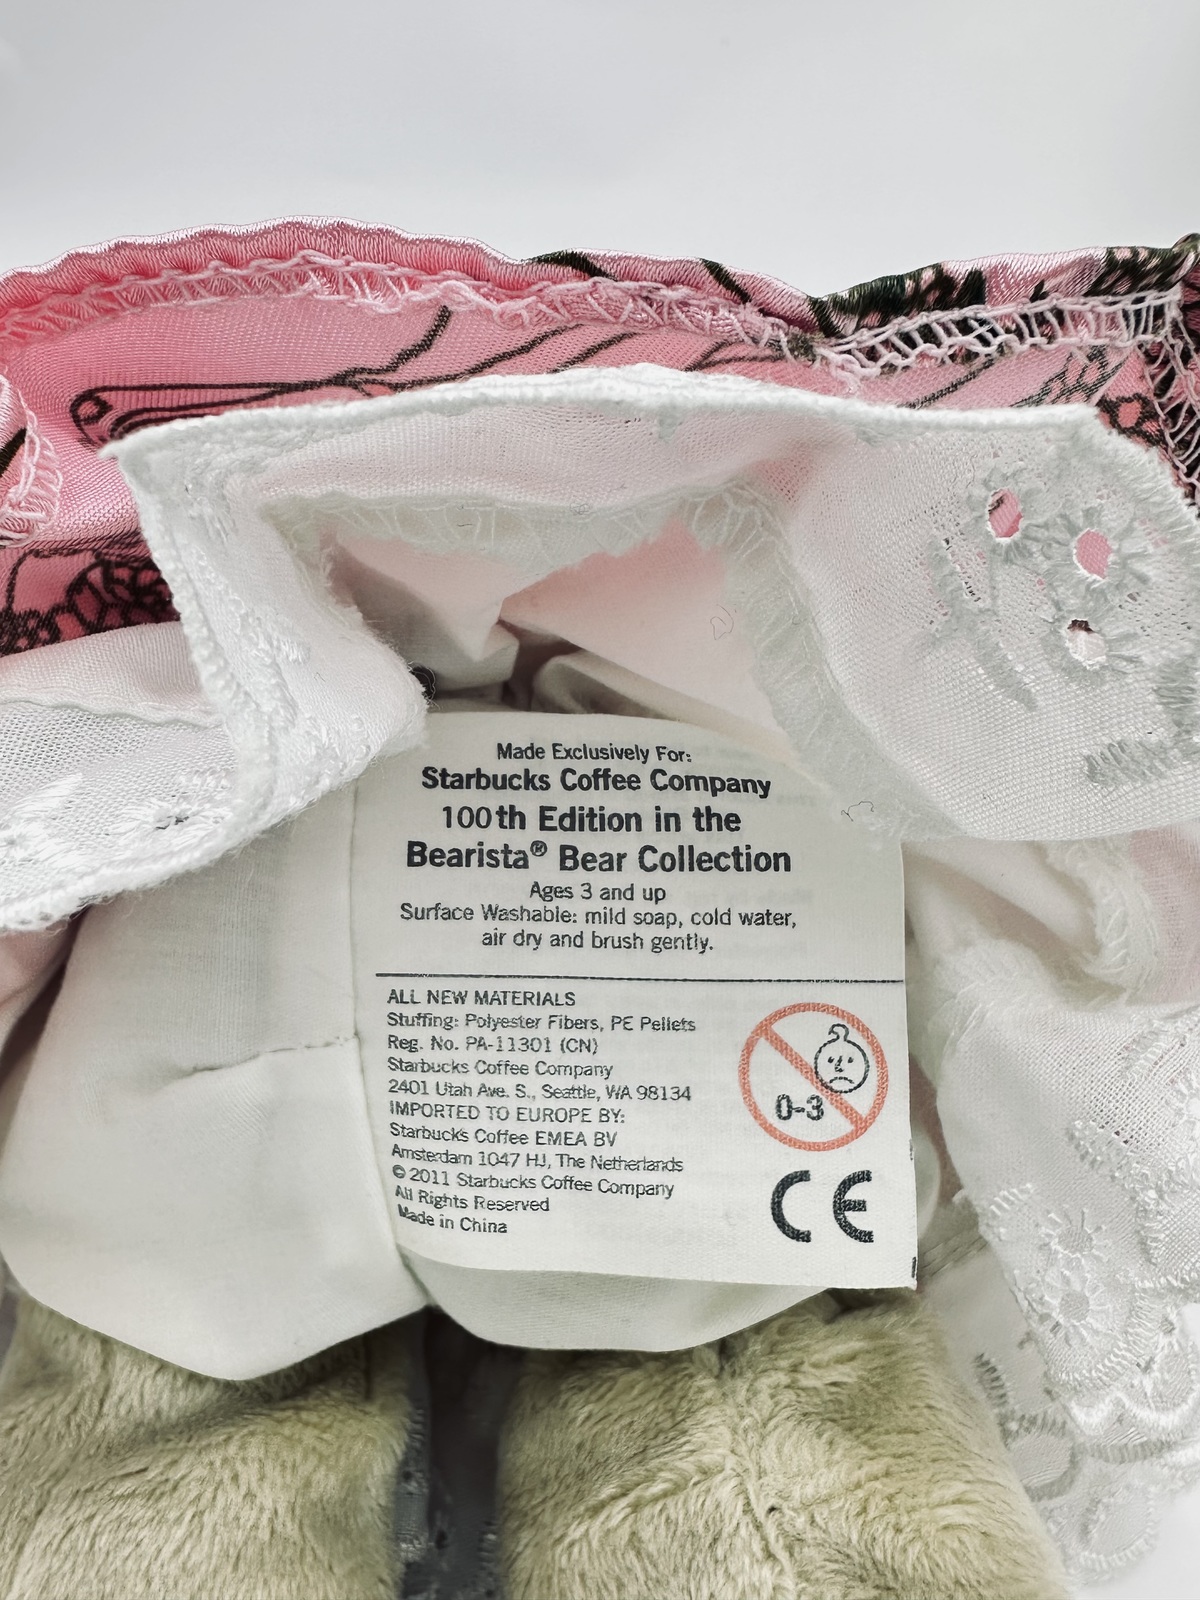 Made Exclusively For:
Starbucks Coffee Company
100th Edition in the
Bearista® Bear Collection
Ages 3 and up
Surface Washable: mild soap, cold water,
air dry and brush gently.
ALL NEW MATERIALS
Stuffing: Polyester Fibers, PE Pellets
Reg. No. PA-11301 (CN)
Starbucks Coffee Company
2401 Utah Ave. S., Seattle, WA 98134
IMPORTED TO EUROPE BY:
Starbucks Coffee EMEA BV
Amsterdam 1047 HJ, The Netherlands
© 2011 Starbucks Coffee Company
All Rights Reserved
Made in China
0-3
CE